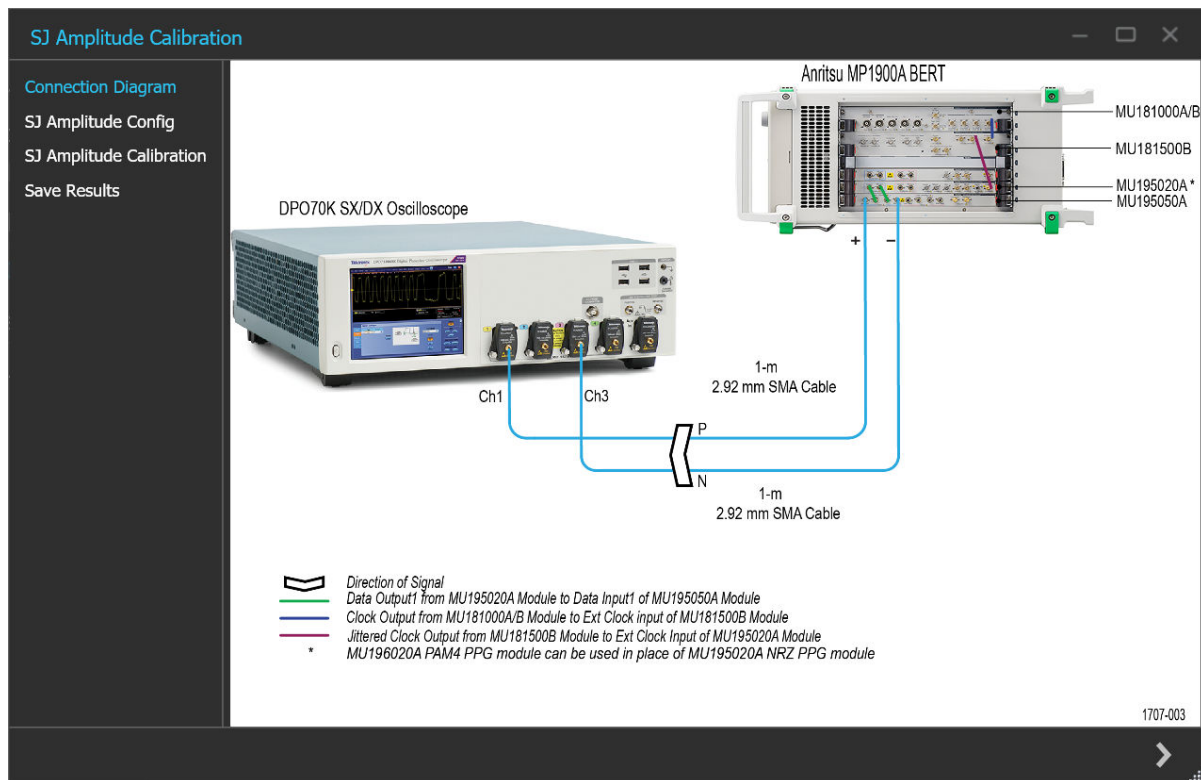 SJ Amplitude Calibration
Connection Diagram
SJ Amplitude Config
SJ Amplitude Calibration
Save Results
Anritsu MP1900A BERT
MU181000A/B
MU181500B
MU195020A *
MU195050A
DPO70K SX/DX Oscilloscope
+ −
1-m
2.92 mm SMA Cable
Ch1
Ch3
P
N
1-m
2.92 mm SMA Cable
Direction of Signal
Data Output1 from MU195020A Module to Data Input1 of MU195050A Module
Clock Output from MU181000A/B Module to Ext Clock input of MU181500B Module
Jittered Clock Output from MU181500B Module to Ext Clock Input of MU195020A Module
* MU196020A PAM4 PPG module can be used in place of MU195020A NRZ PPG module
1707-003